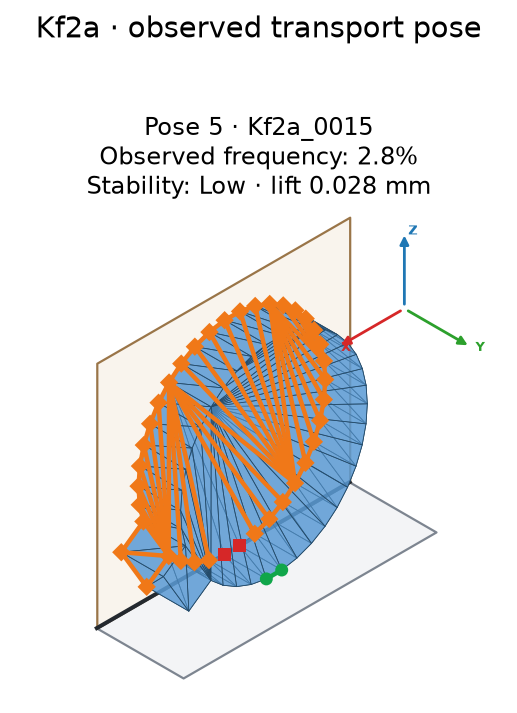 Kf2a · observed transport pose
Pose 5 · Kf2a_0015
Observed frequency: 2.8%
Stability: Low · lift 0.028 mm
Z
X
Y